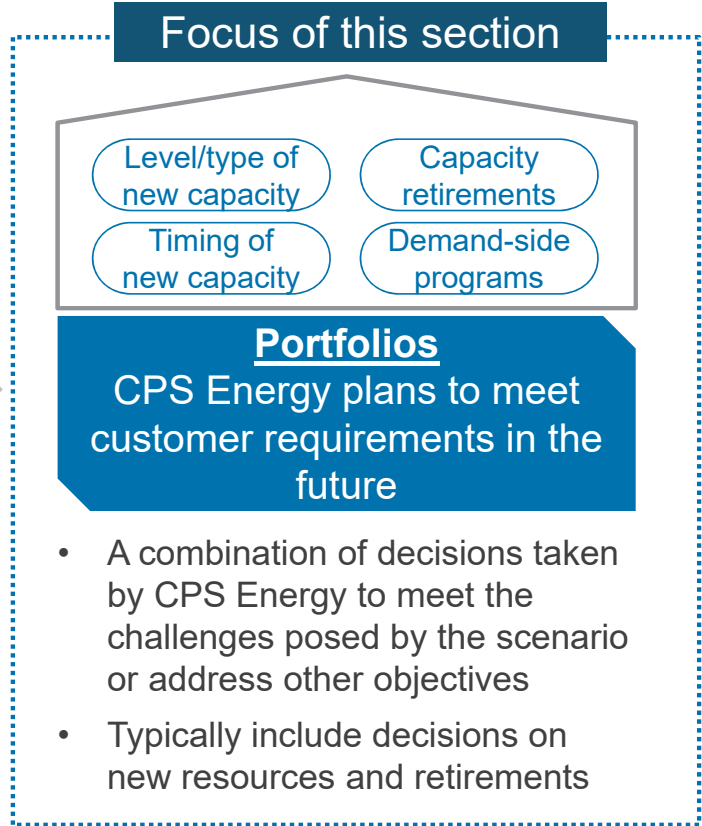 Focus of this section
Level/type of
new capacity
Capacity
retirements
Timing of
new capacity
Demand-side
programs
Portfolios
CPS Energy plans to meet
customer requirements in the
future
• A combination of decisions taken
by CPS Energy to meet the
challenges posed by the scenario
or address other objectives
• Typically include decisions on
new resources and retirements